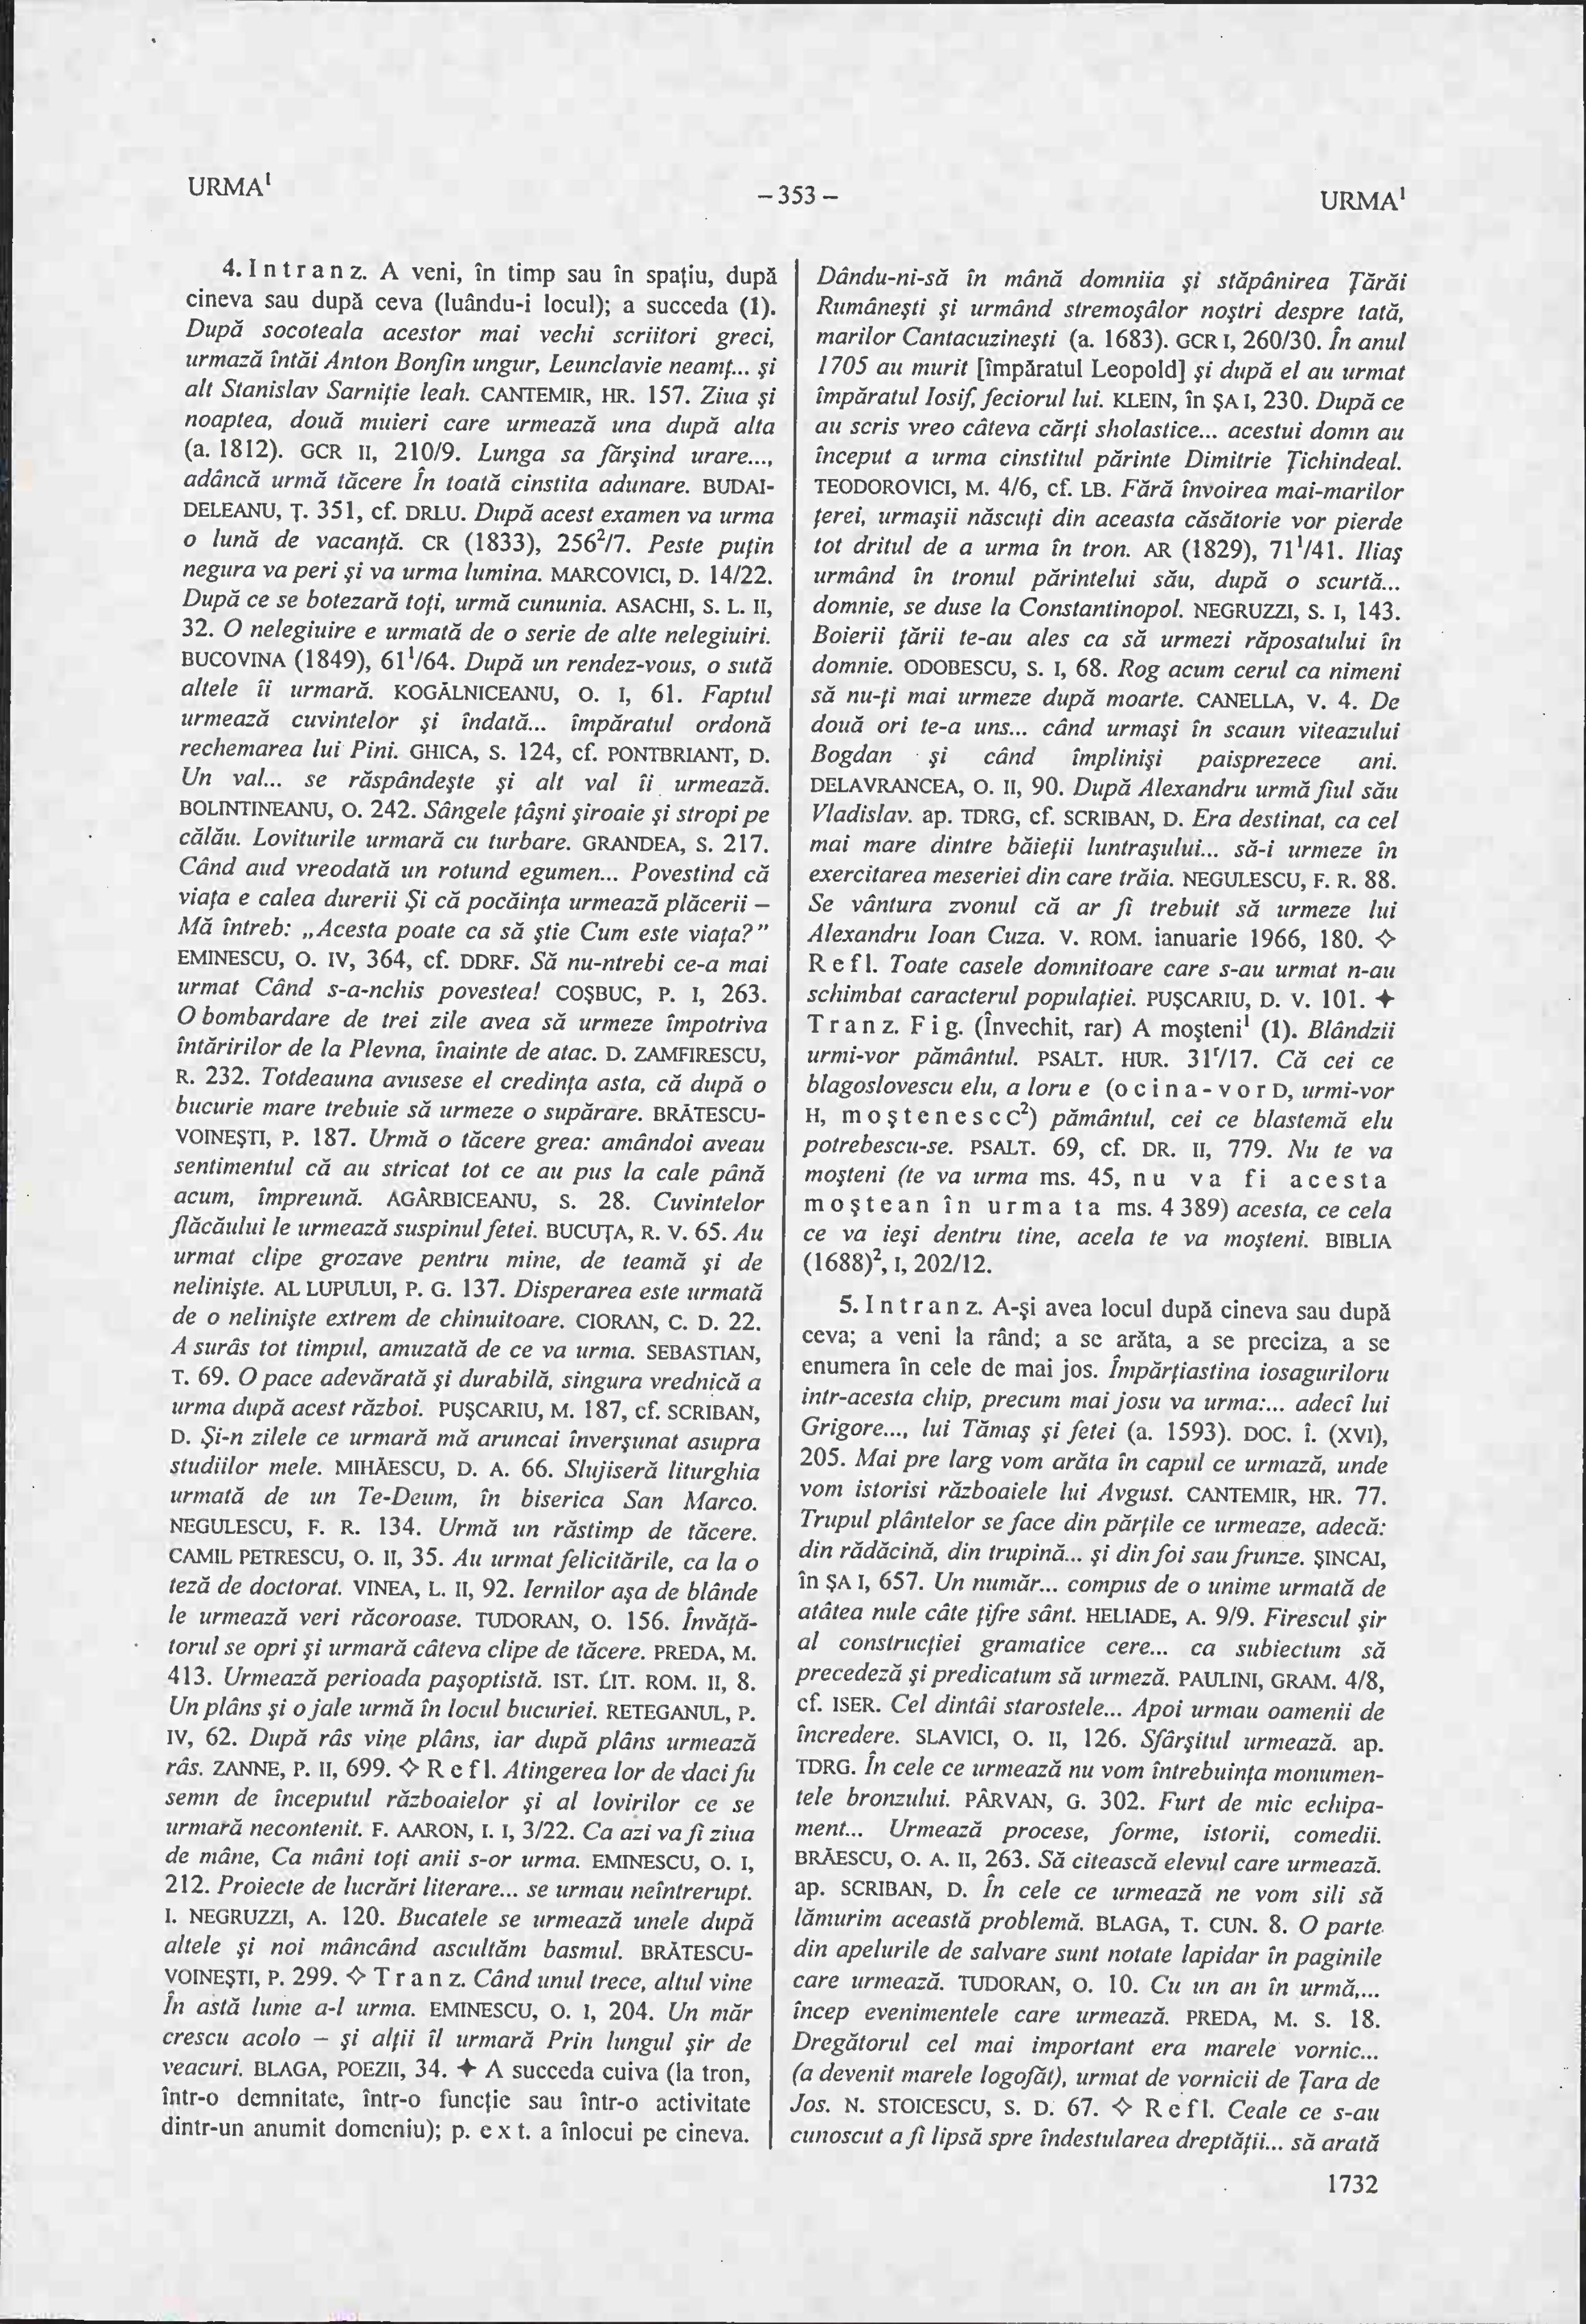 URMA¹
– 353 –
URMA¹
4. Intranz. A veni, în timp sau în spaţiu, după
cineva sau după ceva (luându-i locul); a succeda (1).
După socoteala acestor mai vechi scriitori greci,
urmază întăi Anton Bonfin ungur, Leunclavie neamţ... şi
alt Stanislav Sarniţie leah. CANTEMIR, HR. 157. Ziua şi
noaptea, două muieri care urmează una după alta
(a. 1812). GCR II, 210/9. Lunga sa fărşind urare...,
adâncă urmă tăcere În toată cinstita adunare. BUDAI-
DELEANU, Ţ. 351, cf. DRLU. După acest examen va urma
o lună de vacanţă. CR (1833), 256²/7. Peste puţin
negura va peri şi va urma lumina. MARCOVICI, D. 14/22.
După ce se botezară toţi, urmă cununia. ASACHI, S. L. II,
32. O nelegiuire e urmată de o serie de alte nelegiuiri.
BUCOVINA (1849), 61¹/64. După un rendez-vous, o sută
altele îi urmară. KOGĂLNICEANU, O. I, 61. Faptul
urmează cuvintelor şi îndată... împăratul ordonă
rechemarea lui Pini. GHICA, S. 124, cf. PONTBRIANT, D.
Un val... se răspândeşte şi alt val îi urmează.
BOLINTINEANU, O. 242. Sângele ţâşni şiroaie şi stropi pe
călău. Loviturile urmară cu turbare. GRANDEA, S. 217.
Când aud vreodată un rotund egumen... Povestind că
viaţa e calea durerii Şi că pocăinţa urmează plăcerii –
Mă întreb: „Acesta poate ca să ştie Cum este viaţa?”
EMINESCU, O. IV, 364, cf. DDRF. Să nu-ntrebi ce-a mai
urmat Când s-a-nchis povestea! COŞBUC, P. I, 263.
O bombardare de trei zile avea să urmeze împotriva
întăririlor de la Plevna, înainte de atac. D. ZAMFIRESCU,
R. 232. Totdeauna avusese el credinţa asta, că după o
bucurie mare trebuie să urmeze o supărare. BRĂTESCU-
VOINEŞTI, P. 187. Urmă o tăcere grea: amândoi aveau
sentimentul că au stricat tot ce au pus la cale până
acum, împreună. AGÂRBICEANU, S. 28. Cuvintelor
flăcăului le urmează suspinul fetei. BUCUŢA, R. V. 65. Au
urmat clipe grozave pentru mine, de teamă şi de
nelinişte. AL LUPULUI, P. G. 137. Disperarea este urmată
de o nelinişte extrem de chinuitoare. CIORAN, C. D. 22.
A surâs tot timpul, amuzată de ce va urma. SEBASTIAN,
T. 69. O pace adevărată şi durabilă, singura vrednică a
urma după acest război. PUŞCARIU, M. 187, cf. SCRIBAN,
D. Şi-n zilele ce urmară mă aruncai înverşunat asupra
studiilor mele. MIHĂESCU, D. A. 66. Slujiseră liturghia
urmată de un Te-Deum, în biserica San Marco.
NEGULESCU, F. R. 134. Urmă un răstimp de tăcere.
CAMIL PETRESCU, O. II, 35. Au urmat felicitările, ca la o
teză de doctorat. VINEA, L. II, 92. Iernilor aşa de blânde
le urmează veri răcoroase. TUDORAN, O. 156. Învăţă-
torul se opri şi urmară câteva clipe de tăcere. PREDA, M.
413. Urmează perioada paşoptistă. IST. LIT. ROM. II, 8.
Un plâns şi o jale urmă în locul bucuriei. RETEGANUL, P.
IV, 62. După râs vine plâns, iar după plâns urmează
râs. ZANNE, P. II, 699. ◇ Refl. Atingerea lor de daci fu
semn de începutul războaielor şi al lovirilor ce se
urmară necontenit. F. AARON, I. I, 3/22. Ca azi va fi ziua
de mâne, Ca mâni toţi anii s-or urma. EMINESCU, O. I,
212. Proiecte de lucrări literare... se urmau neîntrerupt.
I. NEGRUZZI, A. 120. Bucatele se urmează unele după
altele şi noi mâncând ascultăm basmul. BRĂTESCU-
VOINEŞTI, P. 299. ◇ Tranz. Când unul trece, altul vine
În astă lume a-l urma. EMINESCU, O. I, 204. Un măr
crescu acolo – şi alţii îl urmară Prin lungul şir de
veacuri. BLAGA, POEZII, 34. ✦ A succeda cuiva (la tron,
într-o demnitate, într-o funcţie sau într-o activitate
dintr-un anumit domeniu); p. ext. a înlocui pe cineva.
Dându-ni-să în mână domniia şi stăpânirea Ţărăi
Rumâneşti şi urmând stremoşâlor noştri despre tată,
marilor Cantacuzineşti (a. 1683). GCR I, 260/30. În anul
1705 au murit [împăratul Leopold] şi după el au urmat
împăratul Iosif, feciorul lui. KLEIN, în ŞA I, 230. După ce
au scris vreo câteva cărţi sholastice... acestui domn au
început a urma cinstitul părinte Dimitrie Ţichindeal.
TEODOROVICI, M. 4/6, cf. LB. Fără învoirea mai-marilor
ţerei, urmaşii născuţi din aceasta căsătorie vor pierde
tot dritul de a urma în tron. AR (1829), 71¹/41. Iliaş
urmând în tronul părintelui său, după o scurtă...
domnie, se duse la Constantinopol. NEGRUZZI, S. I, 143.
Boierii ţării te-au ales ca să urmezi răposatului în
domnie. ODOBESCU, S. I, 68. Rog acum cerul ca nimeni
să nu-ţi mai urmeze după moarte. CANELLA, V. 4. De
două ori te-a uns... când urmaşi în scaun viteazului
Bogdan şi când împlinişi paisprezece ani.
DELAVRANCEA, O. II, 90. După Alexandru urmă fiul său
Vladislav. ap. TDRG, cf. SCRIBAN, D. Era destinat, ca cel
mai mare dintre băieţii luntraşului... să-i urmeze în
exercitarea meseriei din care trăia. NEGULESCU, F. R. 88.
Se vântura zvonul că ar fi trebuit să urmeze lui
Alexandru Ioan Cuza. V. ROM. ianuarie 1966, 180. ◇
Refl. Toate casele domnitoare care s-au urmat n-au
schimbat caracterul populaţiei. PUŞCARIU, D. V. 101. ✦
Tranz. Fig. (Învechit, rar) A moşteni¹ (1). Blândzii
urmi-vor pământul. PSALT. HUR. 31ʳ/17. Că cei ce
blagoslovescu elu, a loru e (ocina-vor D, urmi-vor
H, moştenescc²) pământul, cei ce blastemă elu
potrebescu-se. PSALT. 69, cf. DR. II, 779. Nu te va
moşteni (te va urma ms. 45, nu va fi acesta
moştean în urma ta ms. 4 389) acesta, ce cela
ce va ieşi dentru tine, acela te va moşteni. BIBLIA
(1688)², I, 202/12.
5. Intranz. A-şi avea locul după cineva sau după
ceva; a veni la rând; a se arăta, a se preciza, a se
enumera în cele de mai jos. Împărţiastina iosaguriloru
intr-acesta chip, precum mai josu va urma:... adecî lui
Grigore..., lui Tămaş şi fetei (a. 1593). DOC. Î. (XVI),
205. Mai pre larg vom arăta în capul ce urmază, unde
vom istorisi războaiele lui Avgust. CANTEMIR, HR. 77.
Trupul plântelor se face din părţile ce urmeaze, adecă:
din rădăcină, din trupină... şi din foi sau frunze. ŞINCAI,
în ŞA I, 657. Un număr... compus de o unime urmată de
atâtea nule câte ţifre sânt. HELIADE, A. 9/9. Firescul şir
al construcţiei gramatice cere... ca subiectum să
precedeză şi predicatum să urmeză. PAULINI, GRAM. 4/8,
cf. ISER. Cel dintâi starostele... Apoi urmau oamenii de
încredere. SLAVICI, O. II, 126. Sfârşitul urmează. ap.
TDRG. În cele ce urmează nu vom întrebuinţa monumen-
tele bronzului. PÂRVAN, G. 302. Furt de mic echipa-
ment... Urmează procese, forme, istorii, comedii.
BRĂESCU, O. A. II, 263. Să citească elevul care urmează.
ap. SCRIBAN, D. În cele ce urmează ne vom sili să
lămurim această problemă. BLAGA, T. CUN. 8. O parte
din apelurile de salvare sunt notate lapidar în paginile
care urmează. TUDORAN, O. 10. Cu un an în urmă,...
încep evenimentele care urmează. PREDA, M. S. 18.
Dregătorul cel mai important era marele vornic...
(a devenit marele logofăt), urmat de vornicii de Ţara de
Jos. N. STOICESCU, S. D. 67. ◇ Refl. Ceale ce s-au
cunoscut a fi lipsă spre îndestularea dreptăţii... să arată
1732